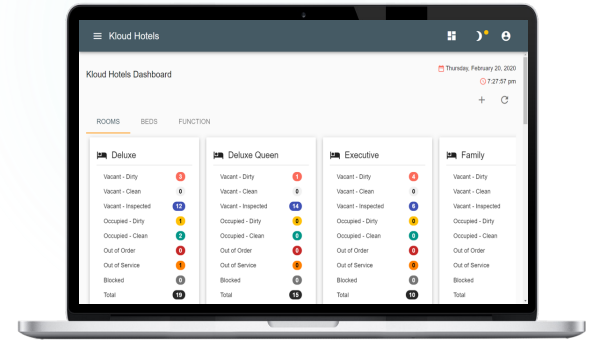 Kloud Hotels
Kloud Hotels Dashboard
Thursday, February 20, 2020
7:27:57 pm
ROOMS BEDS FUNCTION
Deluxe
Vacant - Dirty 3
Vacant - Clean 0
Vacant - Inspected 12
Occupied - Dirty 1
Occupied - Clean 2
Out of Order 0
Out of Service 1
Blocked 0
Total 19
Deluxe Queen
Vacant - Dirty 1
Vacant - Clean 0
Vacant - Inspected 14
Occupied - Dirty 0
Occupied - Clean 0
Out of Order 0
Out of Service
Blocked 0
Total 15
Executive
Vacant - Dirty 4
Vacant - Clean 0
Vacant - Inspected 6
Occupied - Dirty 0
Occupied - Clean 0
Out of Order 0
Out of Service 0
Blocked 0
Total 10
Family
Vacant - Dirty
Vacant - Clean
Vacant - Inspected
Occupied - Dirty
Occupied - Clean
Out of Order
Out of Service
Blocked
Total